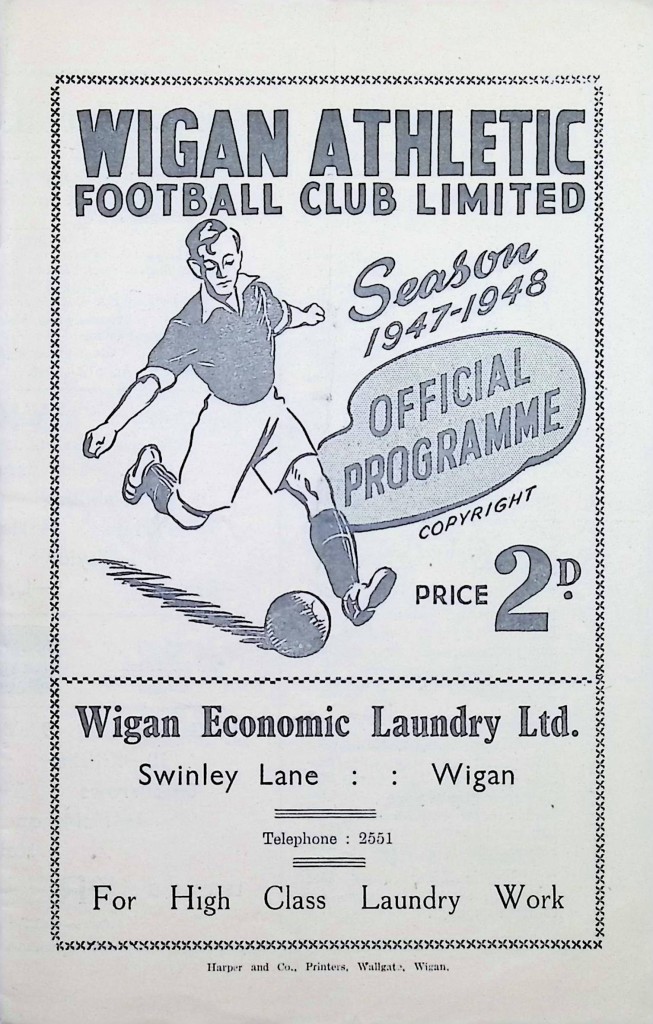 WIGAN ATHLETIC
FOOTBALL CLUB LIMITED
Season
1947-1948
OFFICIAL
PROGRAMME
COPYRIGHT
PRICE 2D.
Wigan Economic Laundry Ltd.
Swinley Lane : : Wigan
Telephone : 2551
For High Class Laundry Work
Harper and Co., Printers, Wallgate, Wigan.